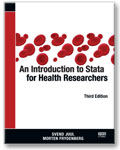 An Introduction to Stata
for Health Researchers
Third Edition
SVEND JUUL
MORTEN FRYDENBERG